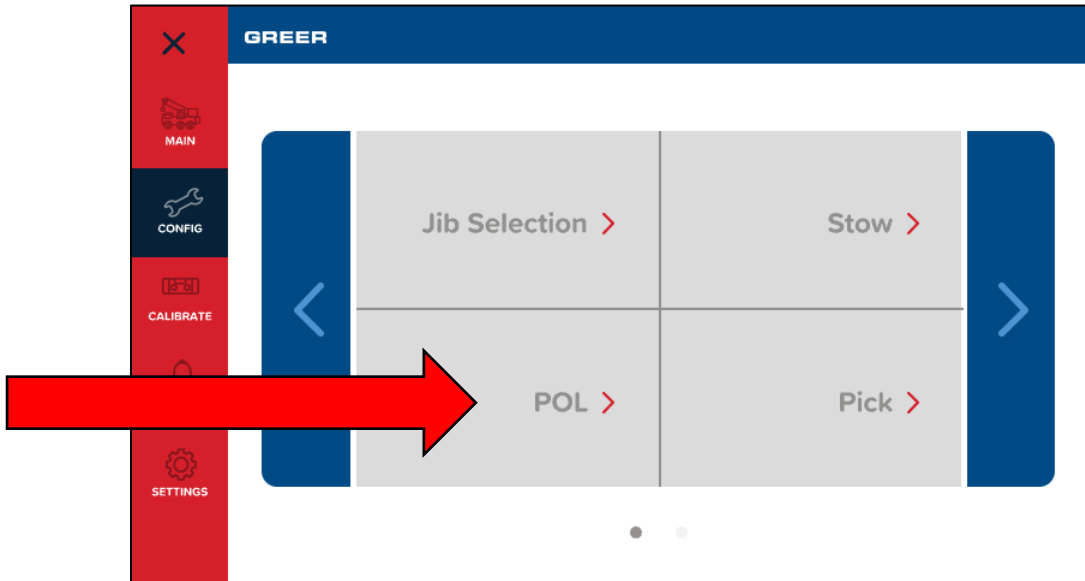 GREER
MAIN
CONFIG
CALIBRATE
SETTINGS
Jib Selection
Stow
POL
Pick